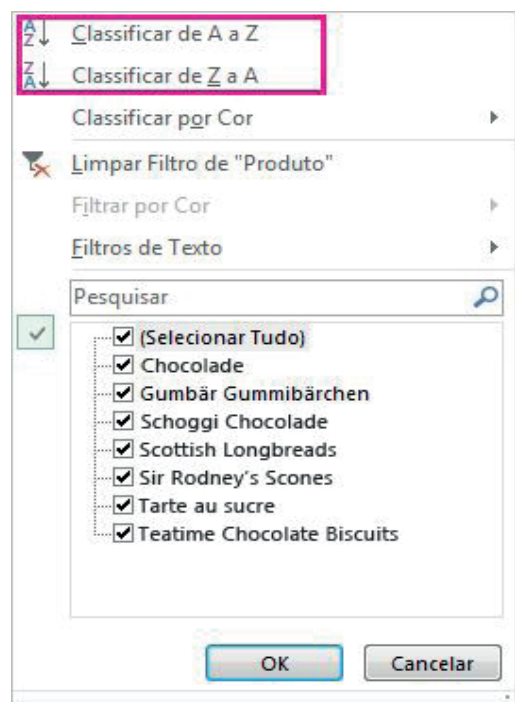 Classificar de A a Z
Classificar de Z a A
Classificar por Cor
Limpar Filtro de "Produto"
Filtrar por Cor
Filtros de Texto
Pesquisar
(Selecionar Tudo)
Chocolade
Gumbär Gummibärchen
Schoggi Chocolade
Scottish Longbreads
Sir Rodney's Scones
Tarte au sucre
Teatime Chocolate Biscuits
OK Cancelar